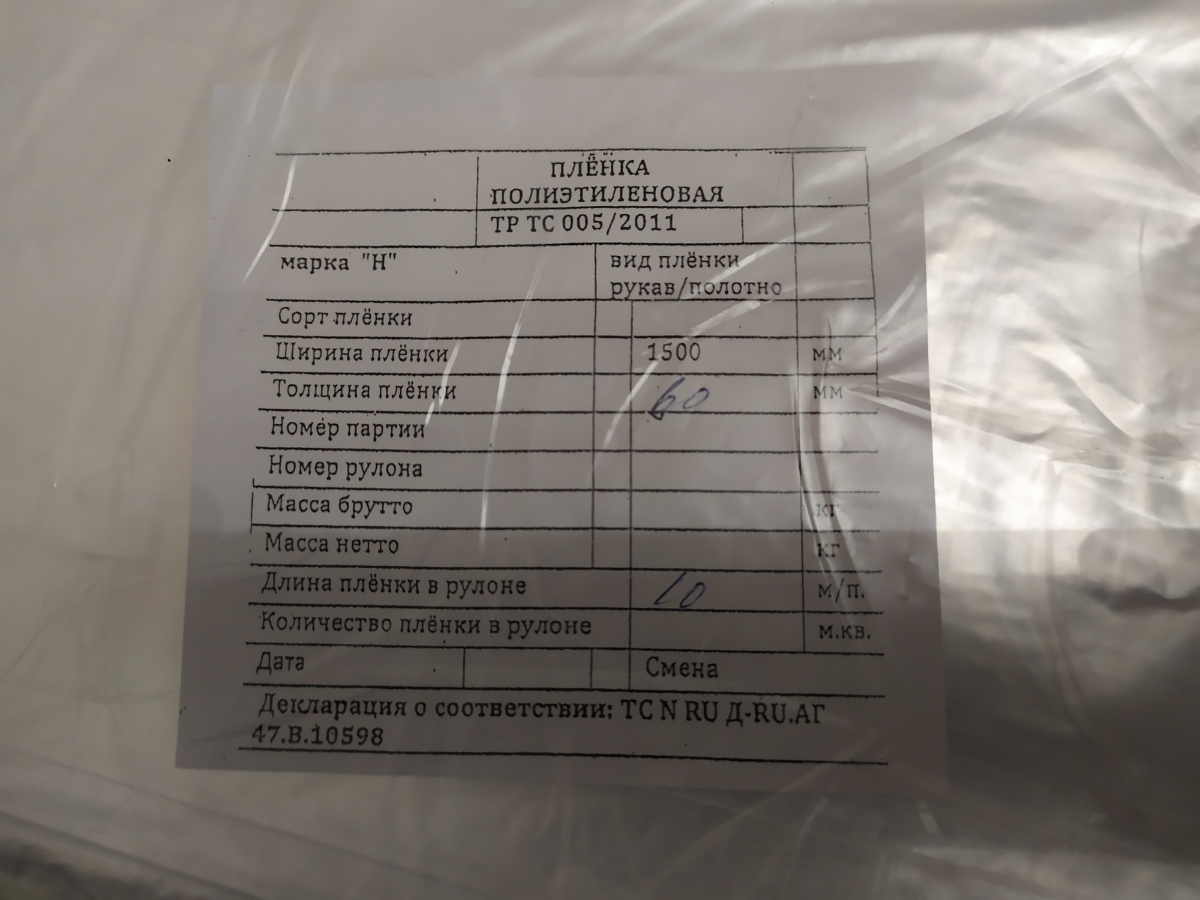 ПЛЁНКА
ПОЛИЭТИЛЕНОВАЯ
ТР ТС 005/2011
марка "Н" вид плёнки
рукав/полотно
Сорт плёнки
Ширина плёнки 1500 мм
Толщина плёнки 60 мм
Номер партии
Номер рулона
Масса брутто кг
Масса нетто кг
Длина плёнки в рулоне 10 м/п.
Количество плёнки в рулоне м.кв.
Дата Смена
Декларация о соответствии: ТС N RU Д-RU.АГ
47.В.10598